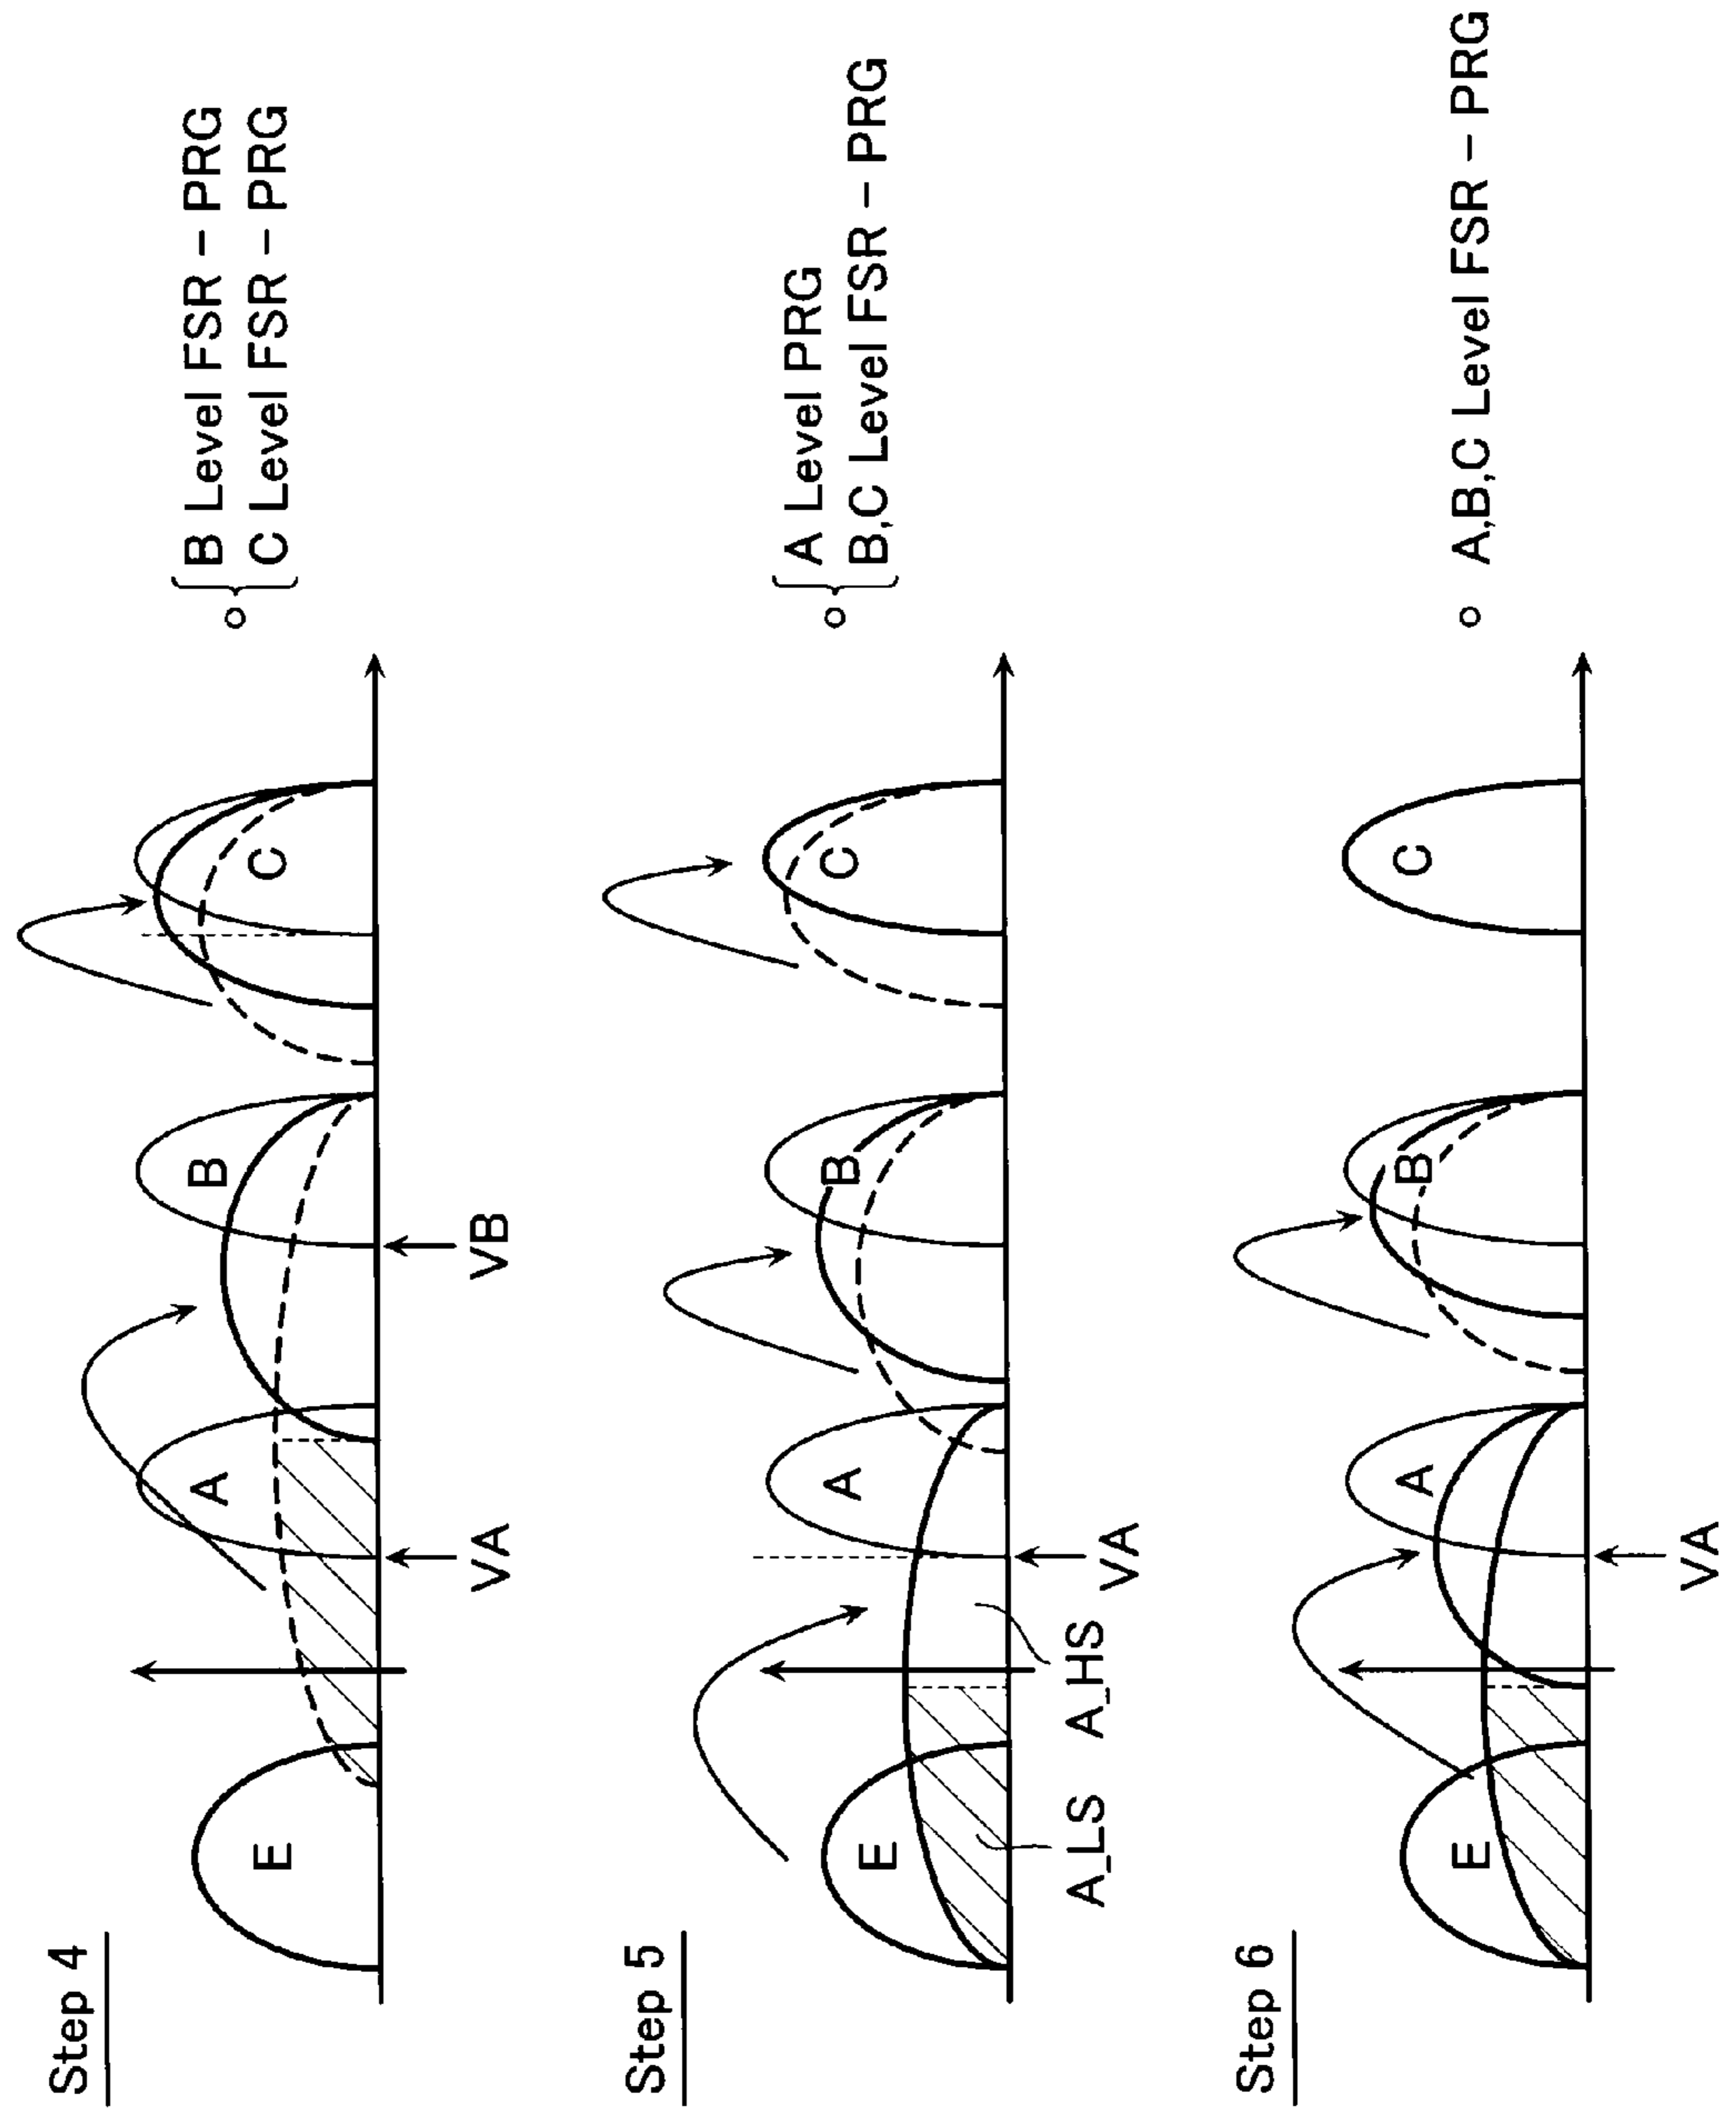 Step 4
E
A
B
C
VA
VB
B Level FSR – PRG
C Level FSR – PRG
Step 5
E
A
B
C
A_LS
A_HS
VA
A Level PRG
B,C Level FSR – PRG
Step 6
E
A
B
C
VA
A,B,C Level FSR – PRG